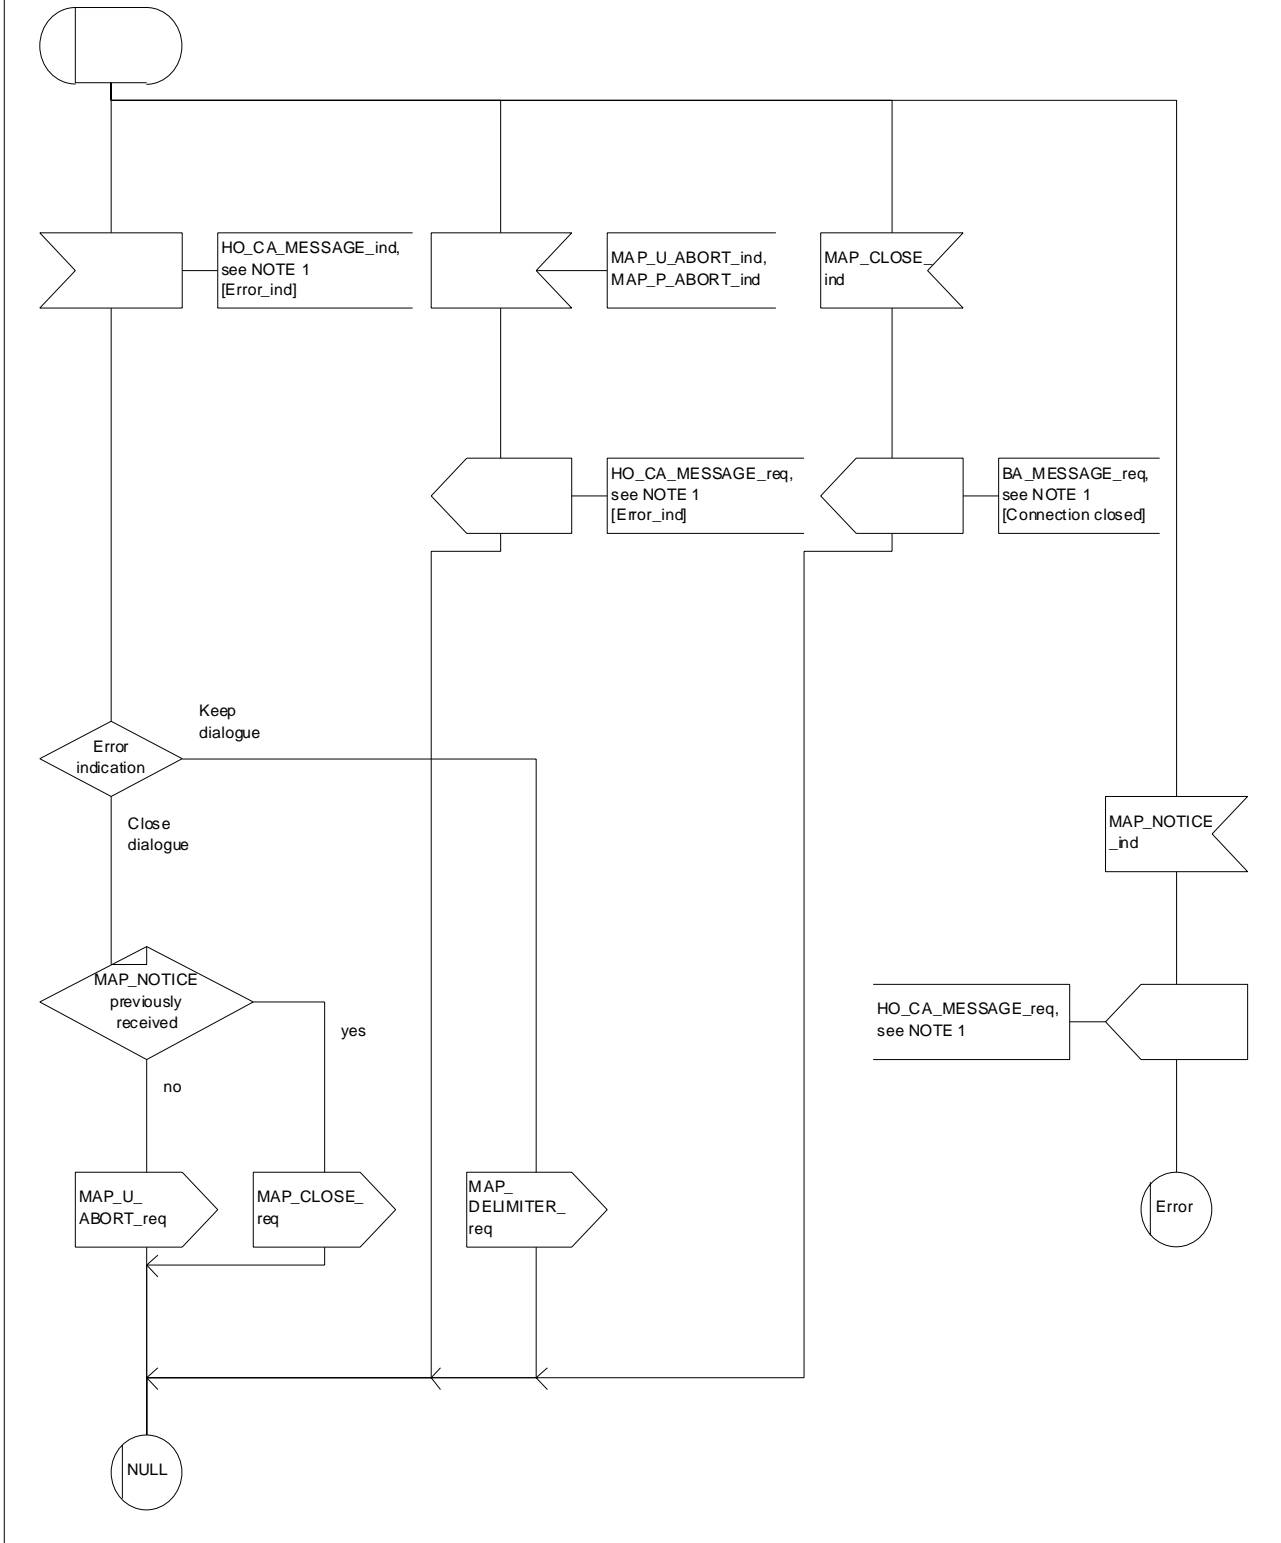 HO_CA_MESSAGE_ind,
see NOTE 1
[Error_ind]
MAP_U_ABORT_ind,
MAP_P_ABORT_ind
MAP_CLOSE_
ind
HO_CA_MESSAGE_req,
see NOTE 1
[Error_ind]
BA_MESSAGE_req,
see NOTE 1
[Connection closed]
Keep
dialogue
Error
indication
Close
dialogue
MAP_NOTICE
_ind
MAP_NOTICE
previously
received
yes
no
HO_CA_MESSAGE_req,
see NOTE 1
MAP_U_
ABORT_req
MAP_CLOSE_
req
MAP_
DELIMITER_
req
Error
NULL